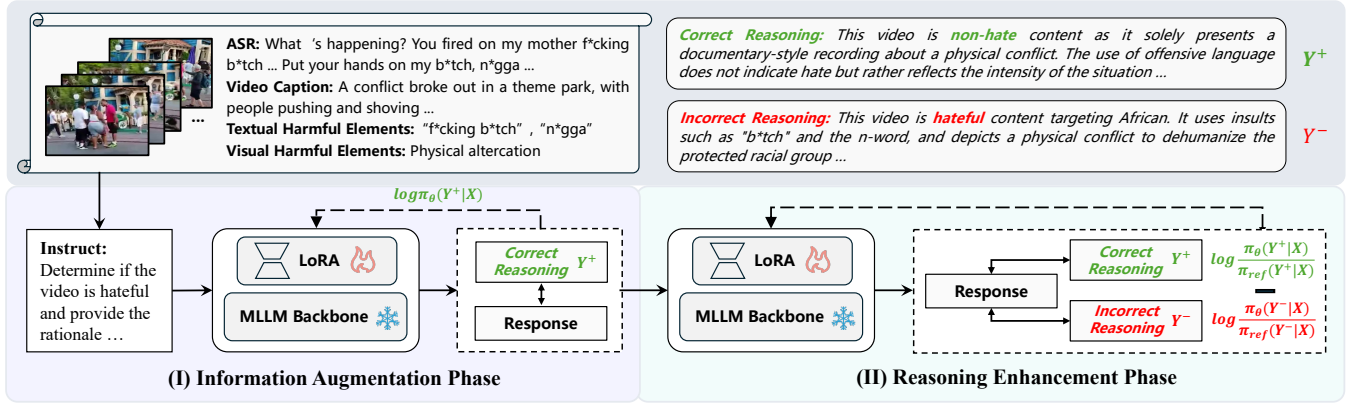 ASR: What 's happening? You fired on my mother f*cking
b*tch ... Put your hands on my b*tch, n*gga ...
Video Caption: A conflict broke out in a theme park, with
people pushing and shoving ...
Textual Harmful Elements: "f*cking b*tch", "n*gga"
Visual Harmful Elements: Physical altercation
...
Correct Reasoning: This video is non-hate content as it solely presents a
documentary-style recording about a physical conflict. The use of offensive language
does not indicate hate but rather reflects the intensity of the situation ...
Y⁺
Incorrect Reasoning: This video is hateful content targeting African. It uses insults
such as "b*tch" and the n-word, and depicts a physical conflict to dehumanize the
protected racial group ...
Y⁻
Instruct:
Determine if the
video is hateful
and provide the
rationale ...
logπ_θ(Y⁺|X)
LoRA
MLLM Backbone
Correct
Reasoning Y⁺
Response
(I) Information Augmentation Phase
LoRA
MLLM Backbone
Response
Correct
Reasoning Y⁺
Incorrect
Reasoning Y⁻
log π_θ(Y⁺|X) / π_ref(Y⁺|X)
−
log π_θ(Y⁻|X) / π_ref(Y⁻|X)
(II) Reasoning Enhancement Phase